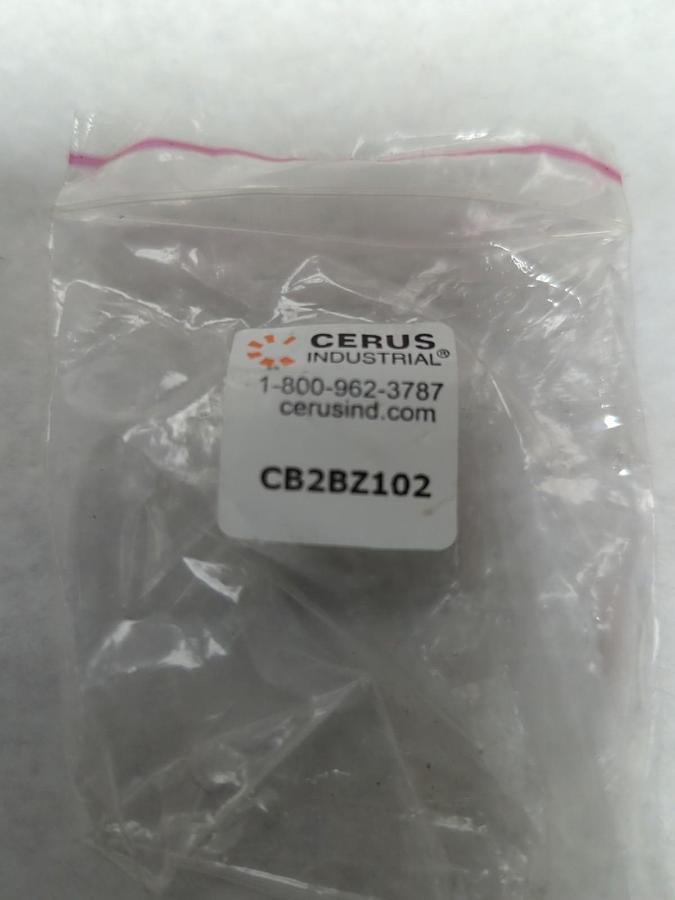 CERUS
INDUSTRIAL®
1-800-962-3787
cerusind.com
CB2BZ102